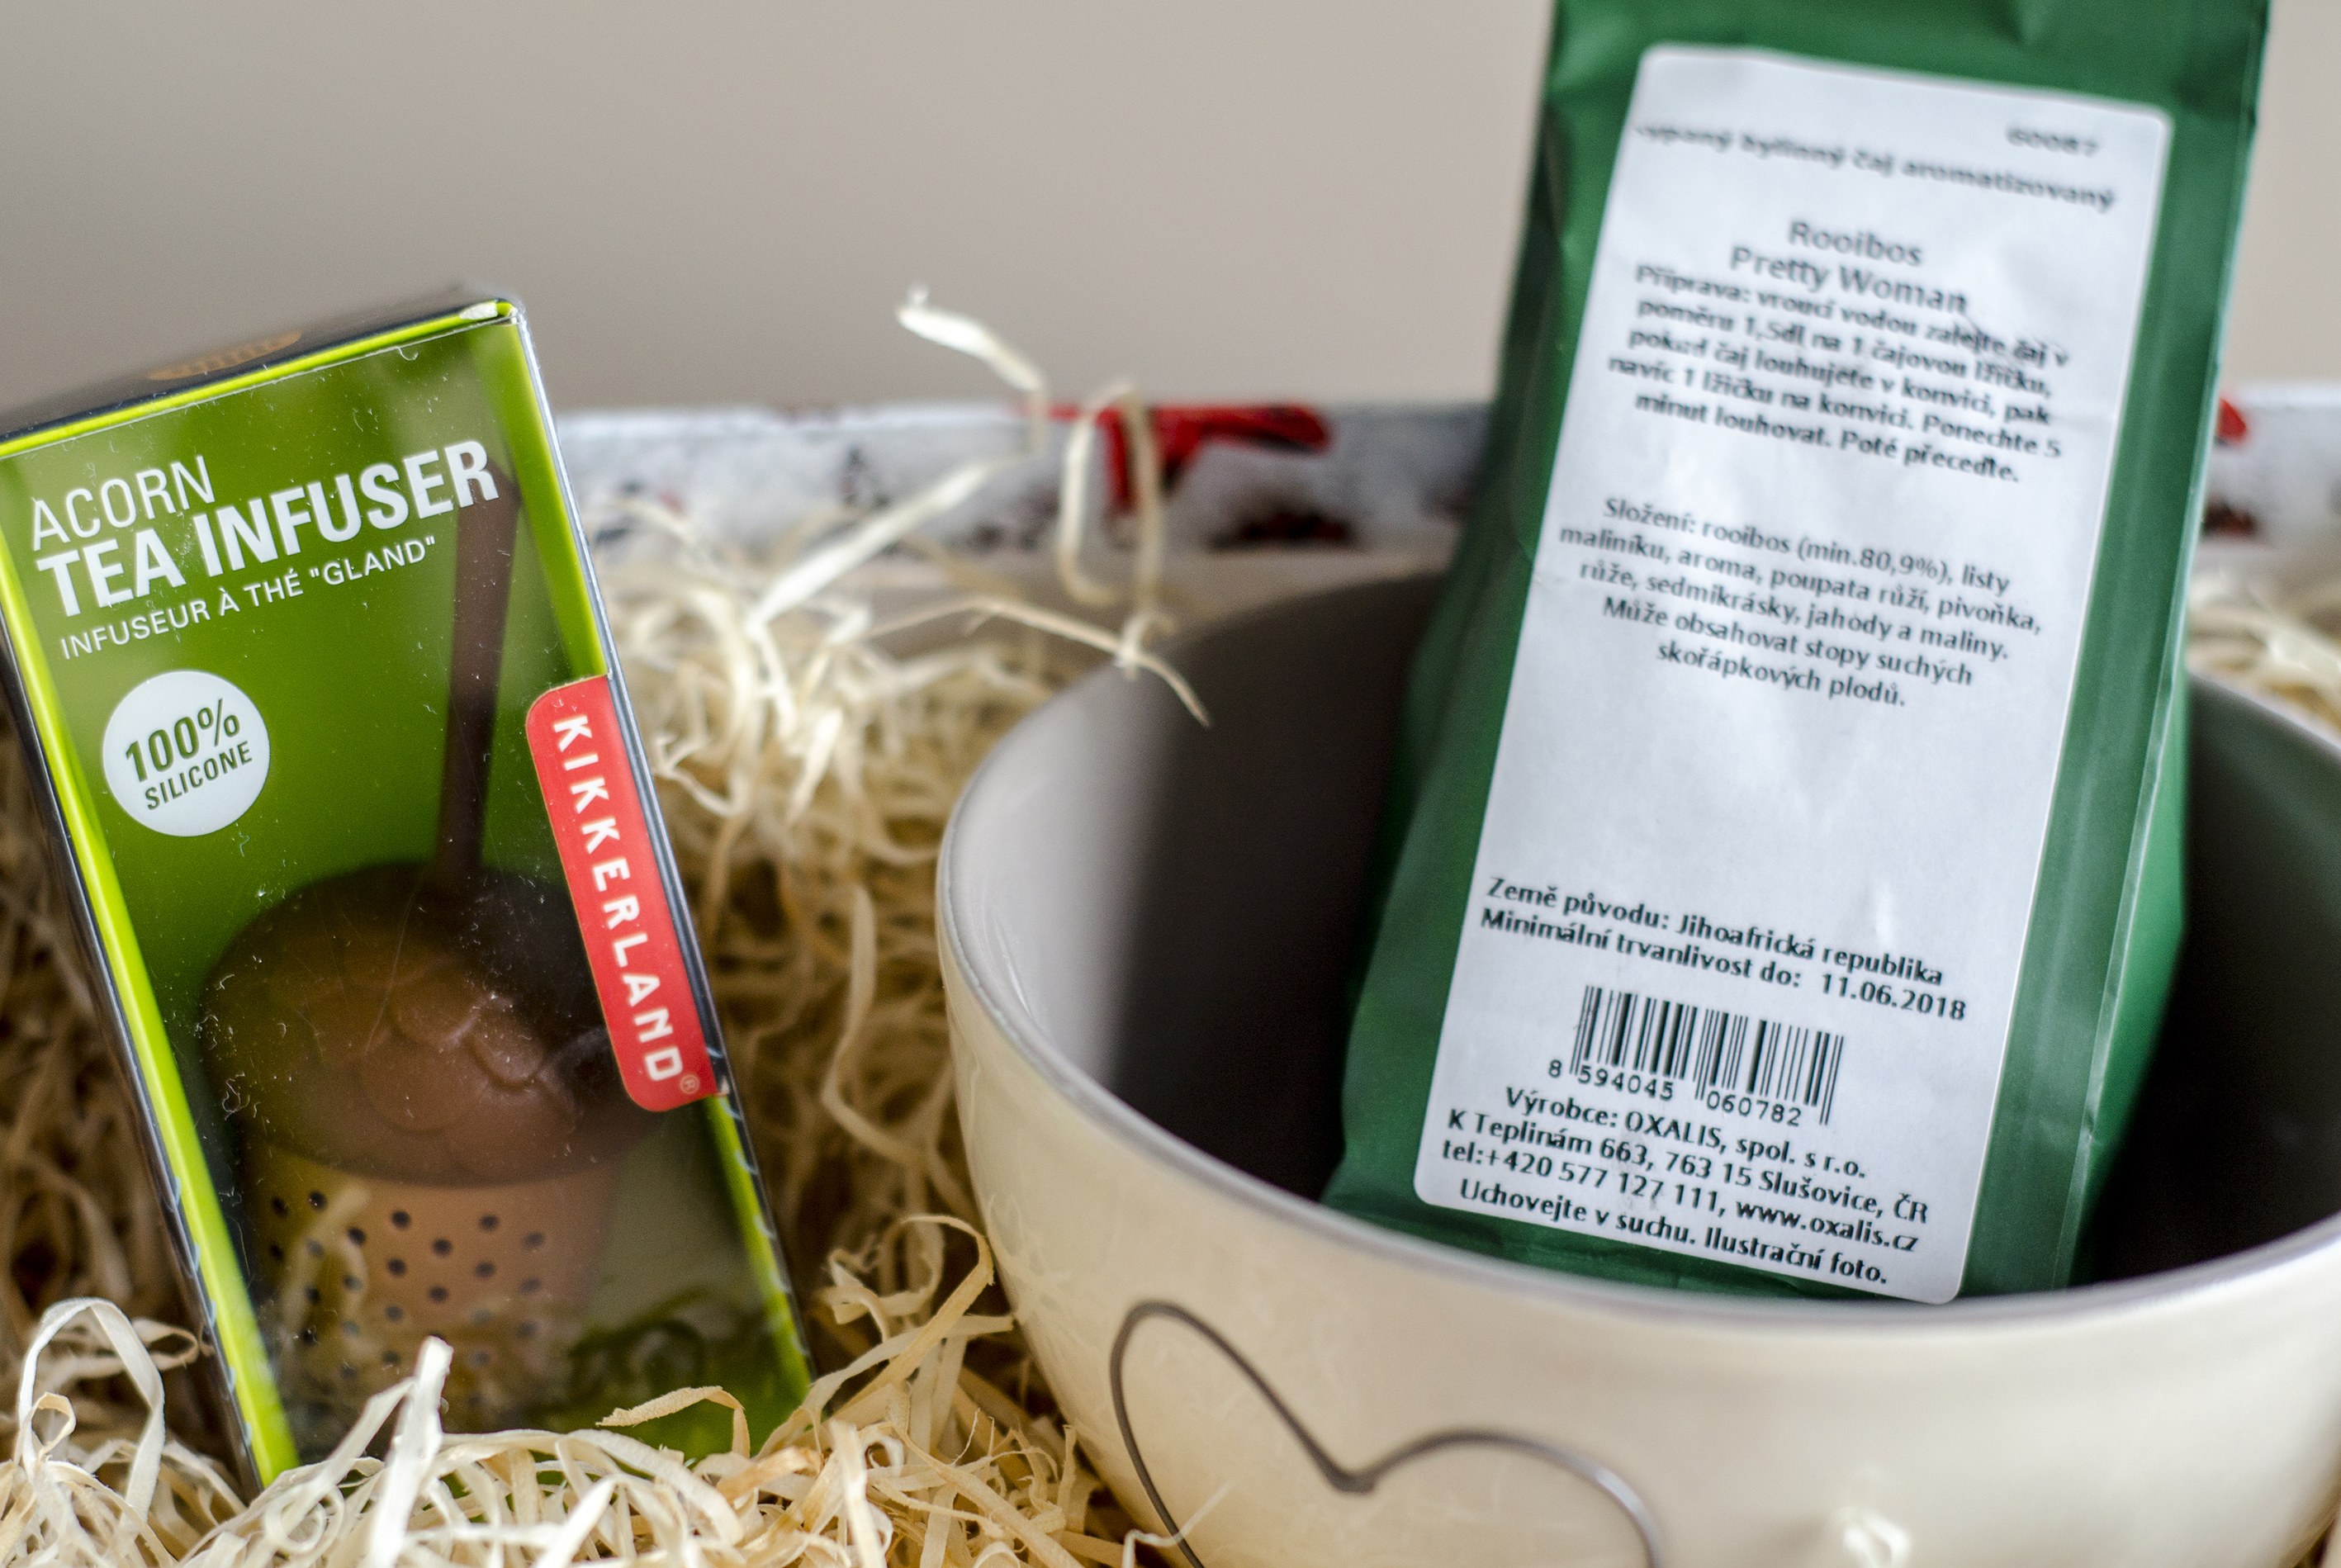 ACORN
TEA INFUSER
INFUSEUR À THÉ "GLAND"
100%
SILICONE
KIKKERLAND®
bylinný čaj aromatizovaný
Rooibos
Pretty Woman
Příprava: vroucí vodou zalejte čaj v
poměru 1,5dl na 1 čajovou lžičku,
pokud čaj louhujete v konvici, pak
navíc 1 lžičku na konvici. Ponechte 5
minut louhovat. Poté přeceďte.
Složení: rooibos (min.80,9%), listy
maliníku, aroma, poupata růží, pivoňka,
růže, sedmikrásky, jahody a maliny.
Může obsahovat stopy suchých
skořápkových plodů.
Země původu: Jihoafrická republika
Minimální trvanlivost do: 11.06.2018
8 594045 060782
Výrobce: OXALIS, spol. s r.o.
K Teplinám 663, 763 15 Slušovice, ČR
tel:+420 577 127 111, www.oxalis.cz
Uchovejte v suchu. Ilustrační foto.